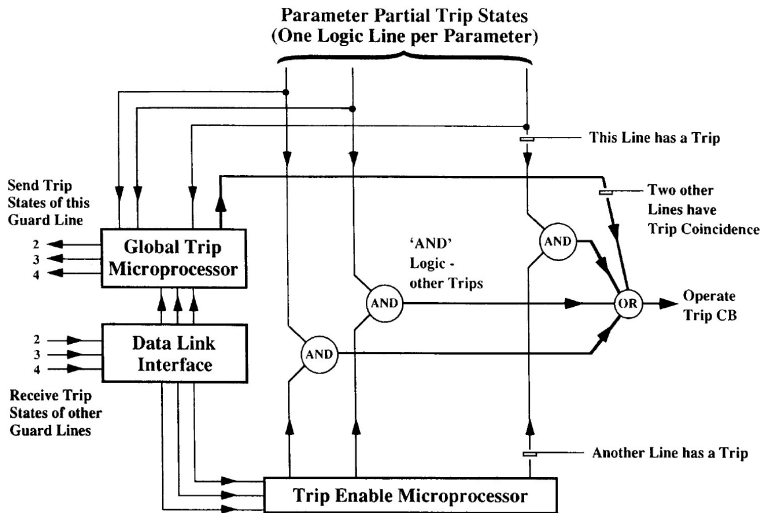 Parameter Partial Trip States
(One Logic Line per Parameter)
This Line has a Trip
Send Trip
States of this
Guard Line
Two other
Lines have
Trip Coincidence
2
3
4
Global Trip
Microprocessor
'AND'
Logic -
other Trips
AND
AND
AND
OR
Operate
Trip CB
2
3
4
Data Link
Interface
Receive Trip
States of other
Guard Lines
Another Line has a Trip
Trip Enable Microprocessor